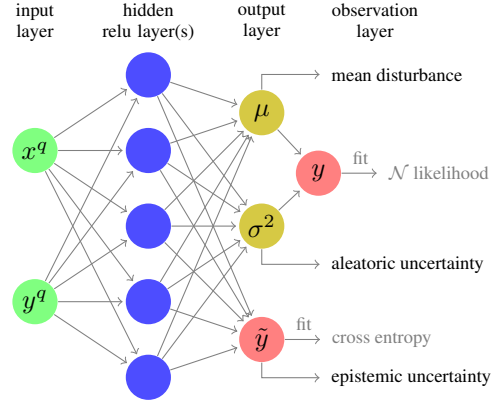 input
layer
hidden
relu layer(s)
output
layer
observation
layer
mean disturbance
μ
x^q
fit
y
𝒩 likelihood
σ²
aleatoric uncertainty
y^q
fit
ỹ
cross entropy
epistemic uncertainty